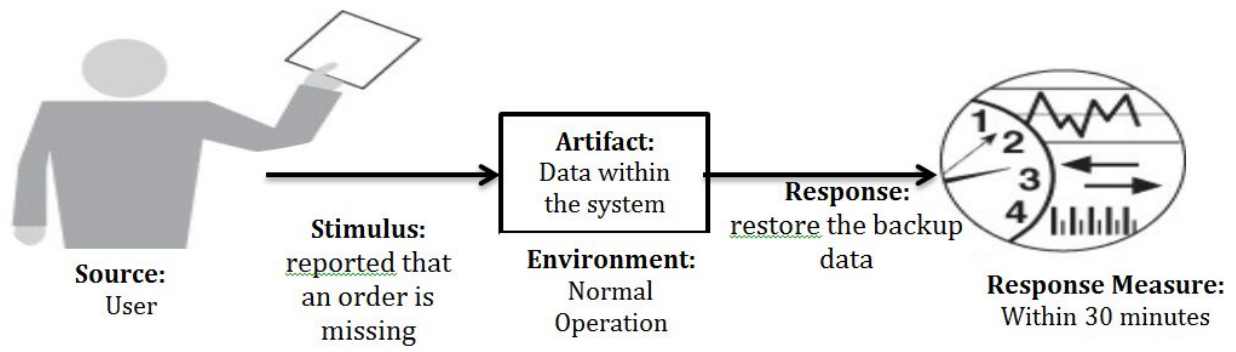 Source:
User
Stimulus:
reported that
an order is
missing
Artifact:
Data within
the system
Environment:
Normal
Operation
Response:
restore the backup
data
1
2
3
4
Response Measure:
Within 30 minutes